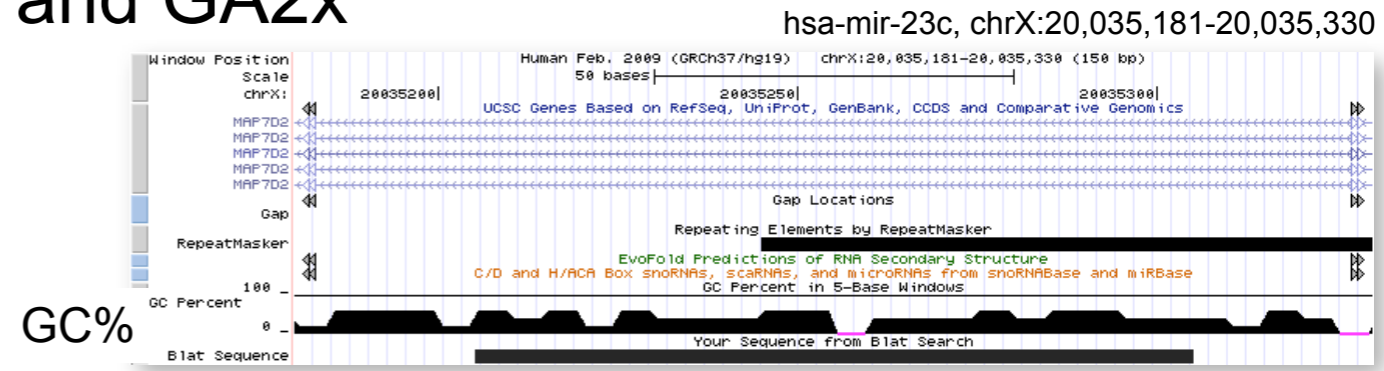 and GA2x
hsa-mir-23c, chrX:20,035,181-20,035,330
Window Position Human Feb. 2009 (GRCh37/hg19) chrX:20,035,181-20,035,330 (150 bp)
Scale 50 bases
chrX: 20035200 20035250 20035300
UCSC Genes Based on RefSeq, UniProt, GenBank, CCDS and Comparative Genomics
MAP7D2
MAP7D2
MAP7D2
MAP7D2
MAP7D2
Gap Locations
Gap
Repeating Elements by RepeatMasker
RepeatMasker
EvoFold Predictions of RNA Secondary Structure
C/D and H/ACA Box snoRNAs, scaRNAs, and microRNAs from snoRNABase and miRBase
100 _ GC Percent in 5-Base Windows
GC Percent
GC%
0 _
Your Sequence from Blat Search
Blat Sequence